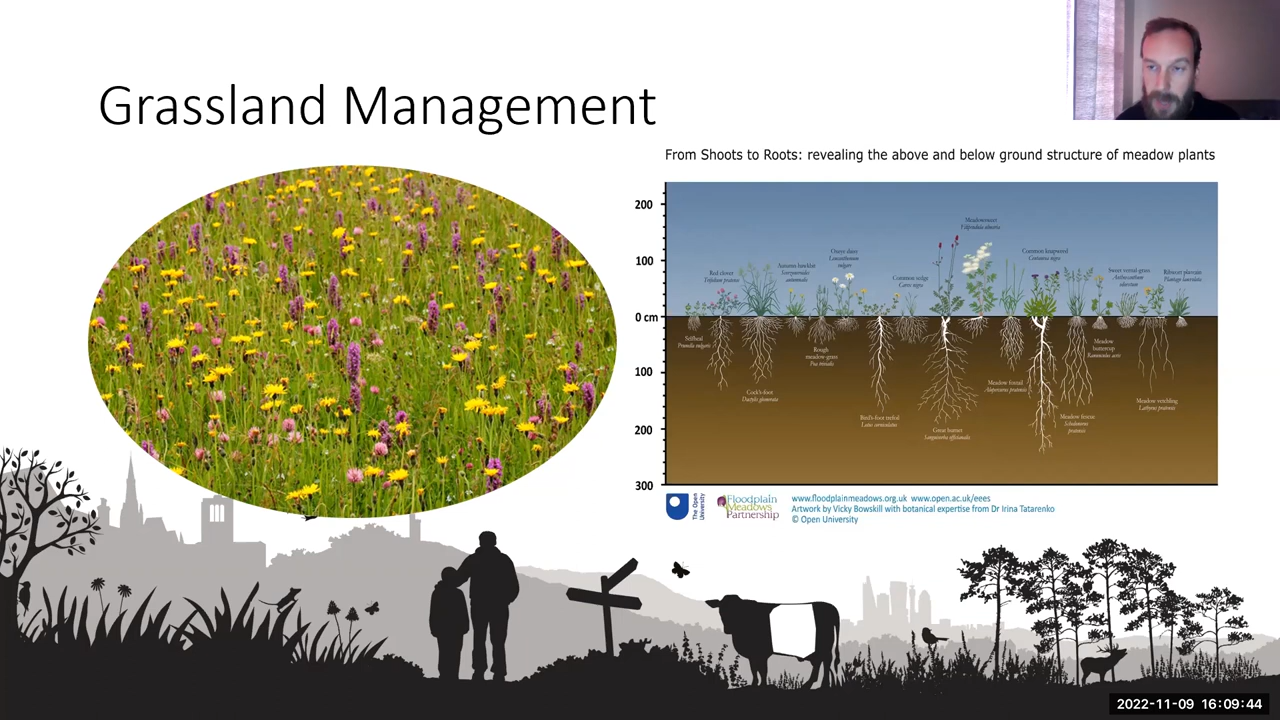 Grassland Management
From Shoots to Roots: revealing the above and below ground structure of meadow plants
200
100
0 cm
100
200
300
Meadowsweet
Filipendula ulmaria
Red clover
Trifolium pratense
Autumn hawkbit
Oxeye daisy
Leucanthemum
vulgare
Common sedge
Carex nigra
Common knapweed
Centaurea nigra
Sweet vernal-grass
Anthoxanthum
odoratum
Ribwort plantain
Plantago lanceolata
Selfheal
Prunella vulgaris
Rough
meadow-grass
Poa trivialis
Cock's-foot
Dactylis glomerata
Bird's-foot trefoil
Lotus corniculatus
Great burnet
Sanguisorba officinalis
Meadow foxtail
Alopecurus pratensis
Meadow
buttercup
Ranunculus acris
Meadow fescue
Schedonorus
pratensis
Meadow vetchling
Lathyrus pratensis
The Open
University
Floodplain
Meadows
Partnership
www.floodplainmeadows.org.uk www.open.ac.uk/eees
Artwork by Vicky Bowskill with botanical expertise from Dr Irina Tatarenko
© Open University
2022-11-09 16:09:44